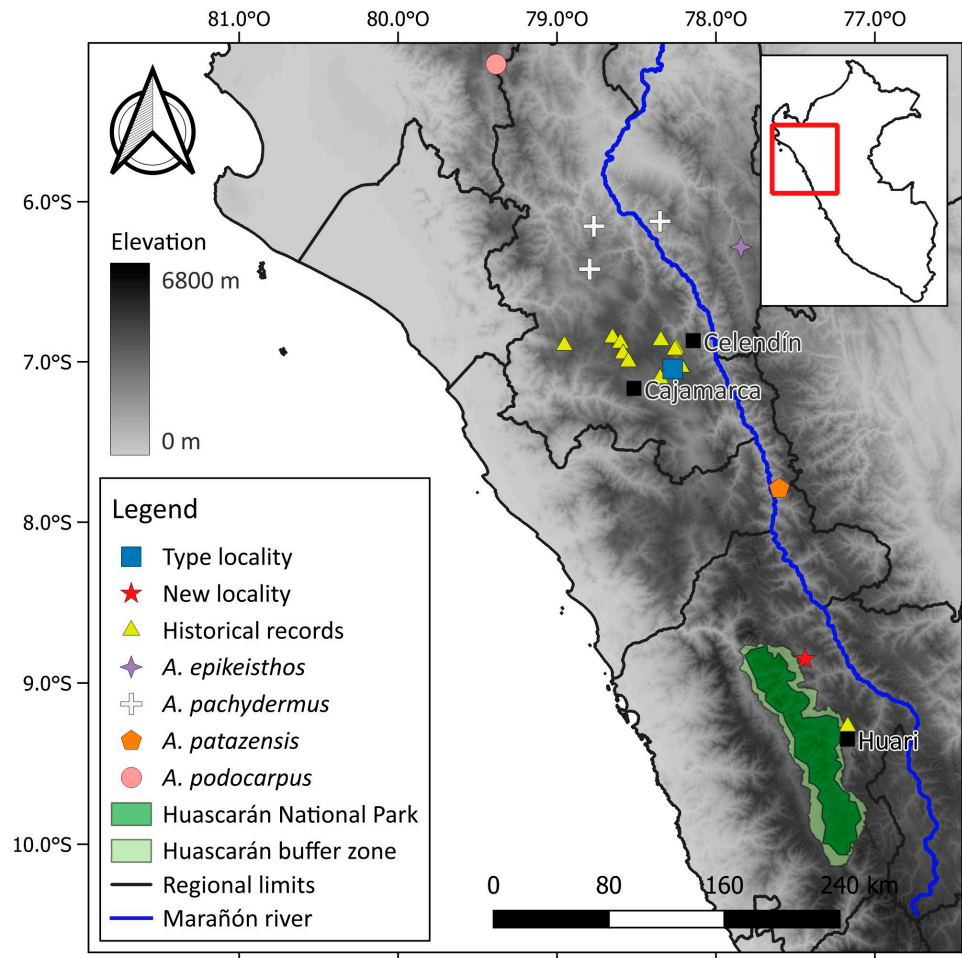 81.0°O 80.0°O 79.0°O 78.0°O 77.0°O
6.0°S
7.0°S
8.0°S
9.0°S
10.0°S
Elevation
6800 m
0 m
Celendín
Cajamarca
Huari
Legend
Type locality
New locality
Historical records
A. epikeisthos
A. pachydermus
A. patazensis
A. podocarpus
Huascarán National Park
Huascarán buffer zone
Regional limits
Marañón river
0 80 160 240 km